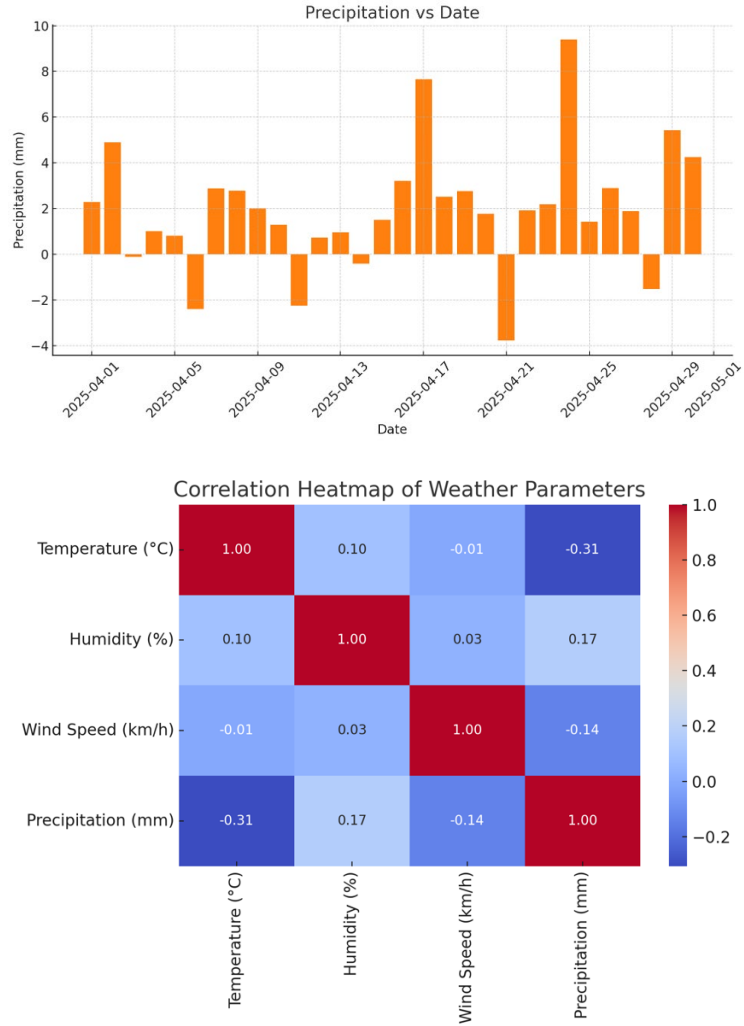 Precipitation vs Date
10
8
6
4
2
0
−2
−4
Precipitation (mm)
2025-04-01 2025-04-05 2025-04-09 2025-04-13 2025-04-17 2025-04-21 2025-04-25 2025-04-29 2025-05-01
Date
Correlation Heatmap of Weather Parameters
Temperature (°C) 1.00 0.10 -0.01 -0.31
Humidity (%) 0.10 1.00 0.03 0.17
Wind Speed (km/h) -0.01 0.03 1.00 -0.14
Precipitation (mm) -0.31 0.17 -0.14 1.00
Temperature (°C) Humidity (%) Wind Speed (km/h) Precipitation (mm)
1.0
0.8
0.6
0.4
0.2
0.0
−0.2